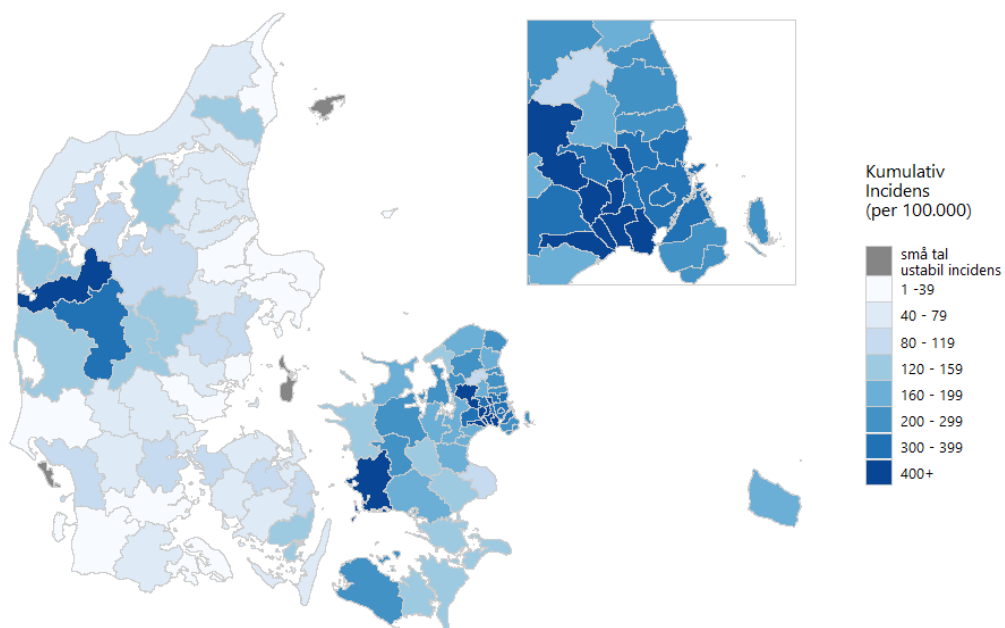 Kumulativ
Incidens
(per 100.000)
små tal
ustabil incidens
1 -39
40 - 79
80 - 119
120 - 159
160 - 199
200 - 299
300 - 399
400+